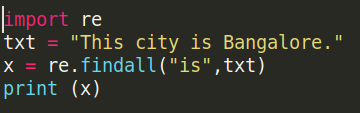 import re
txt = "This city is Bangalore."
x = re.findall("is",txt)
print (x)